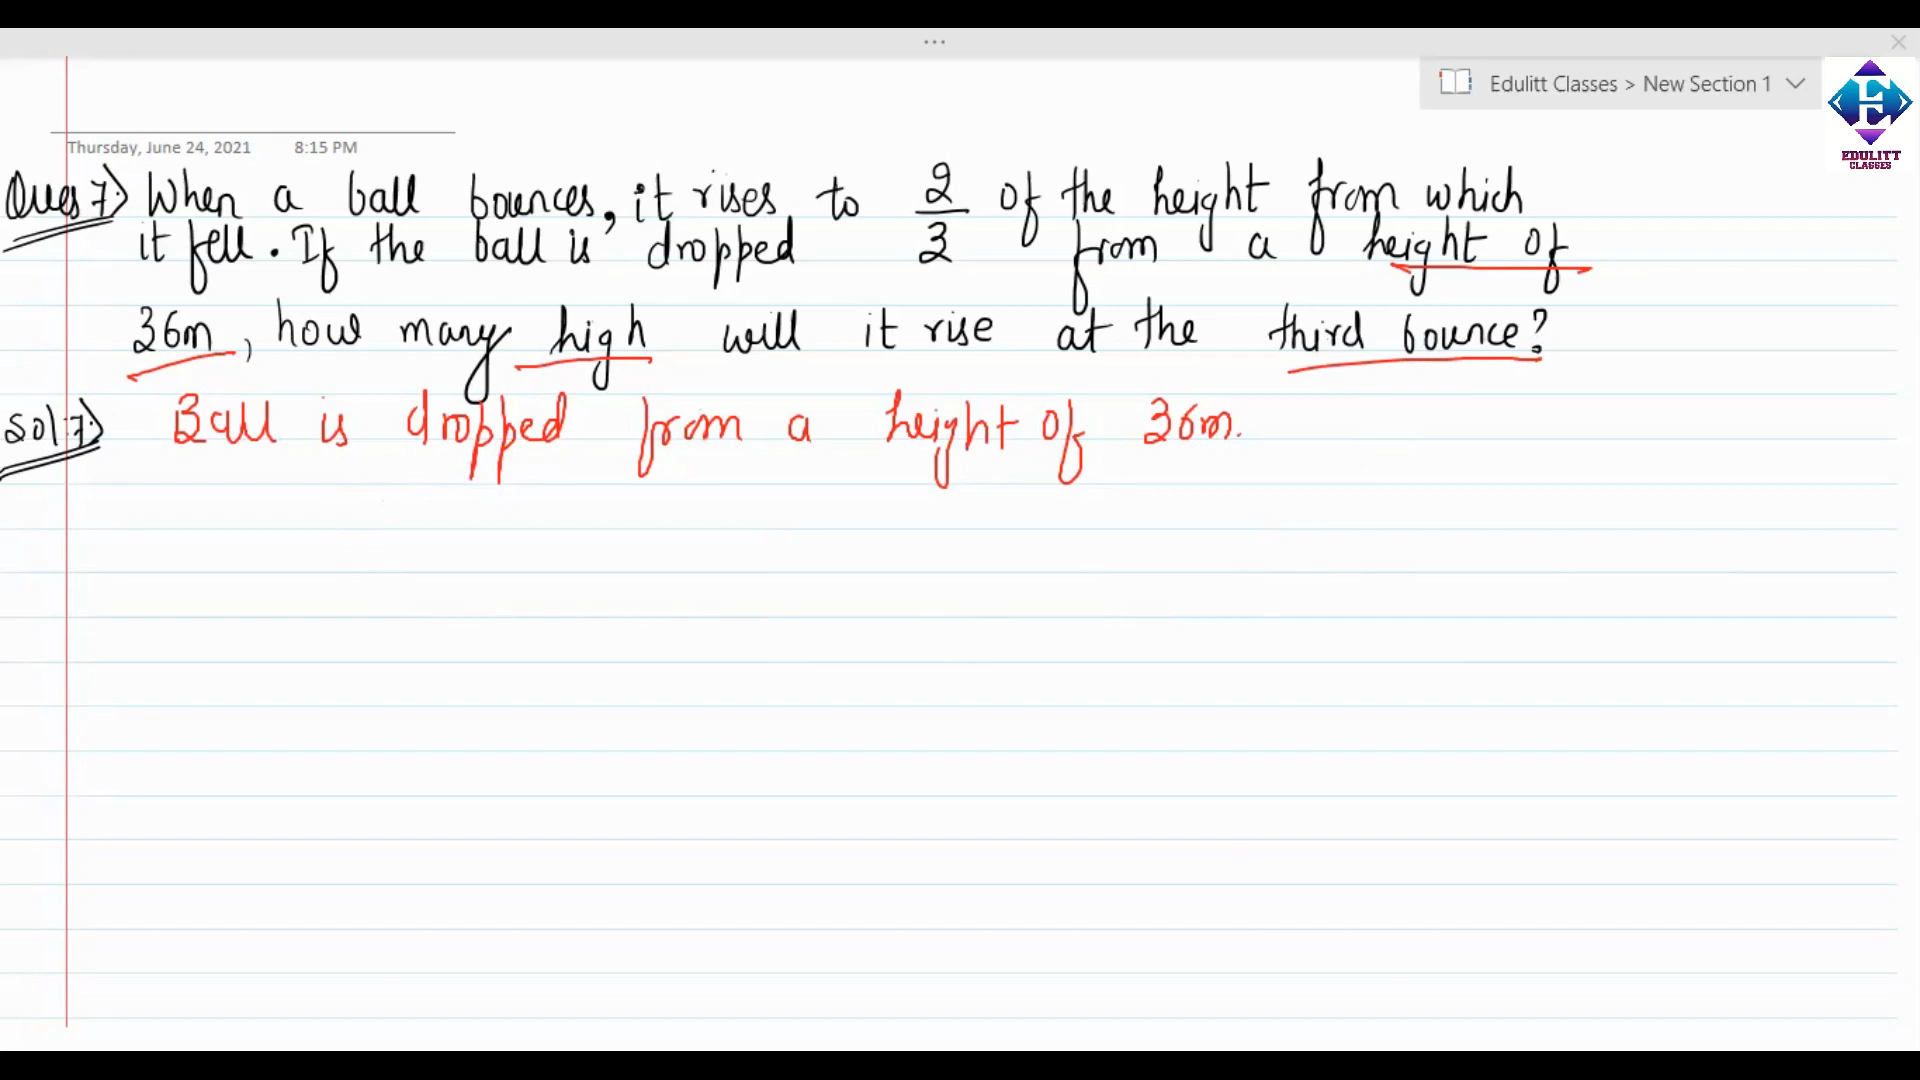 ...
Edulitt Classes > New Section 1
EDULITT
CLASSES
Thursday, June 24, 2021 8:15 PM
Ques 7.) When a ball bounces, it rises to 2/3 of the height from which
it fell. If the ball is dropped from a height of
36m, how many high will it rise at the third bounce?
Sol.7.) Ball is dropped from a height of 36m.